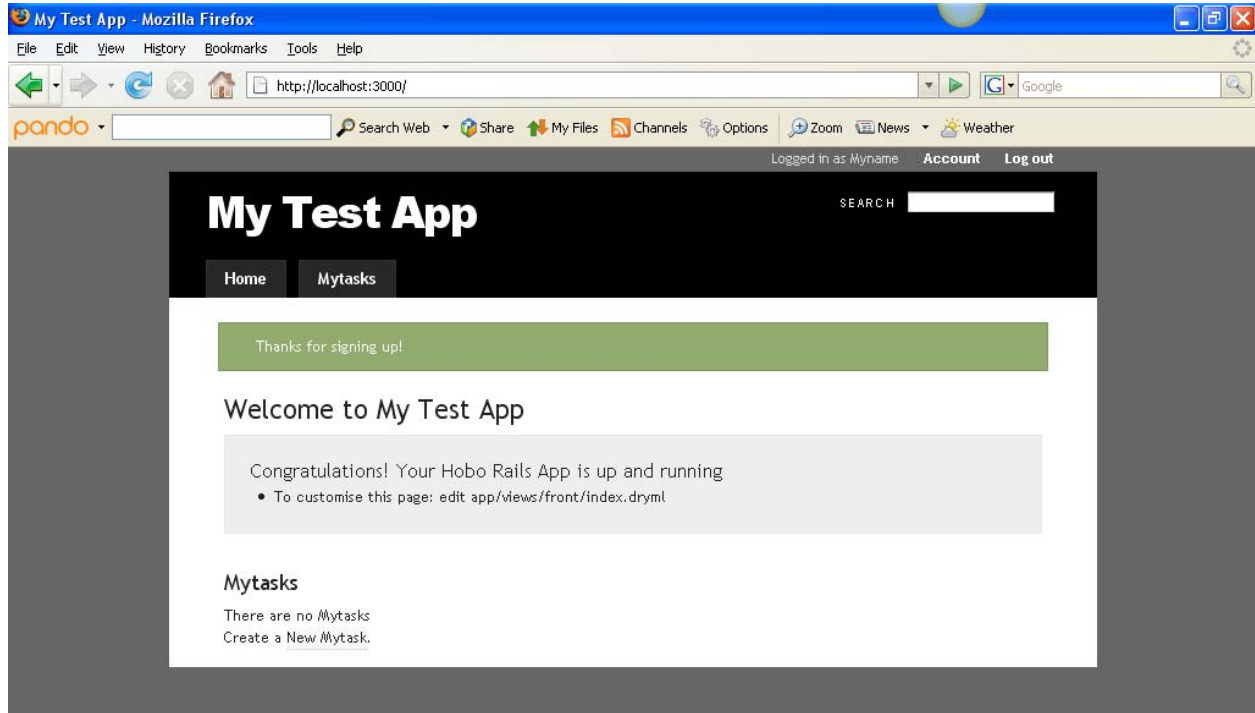 My Test App - Mozilla Firefox
File Edit View History Bookmarks Tools Help
http://localhost:3000/ G Google
pando Search Web Share My Files Channels Options Zoom News Weather
Logged in as Myname Account Log out
My Test App SEARCH
Home Mytasks
Thanks for signing up!
Welcome to My Test App
Congratulations! Your Hobo Rails App is up and running
• To customise this page: edit app/views/front/index.dryml
Mytasks
There are no Mytasks
Create a New Mytask.